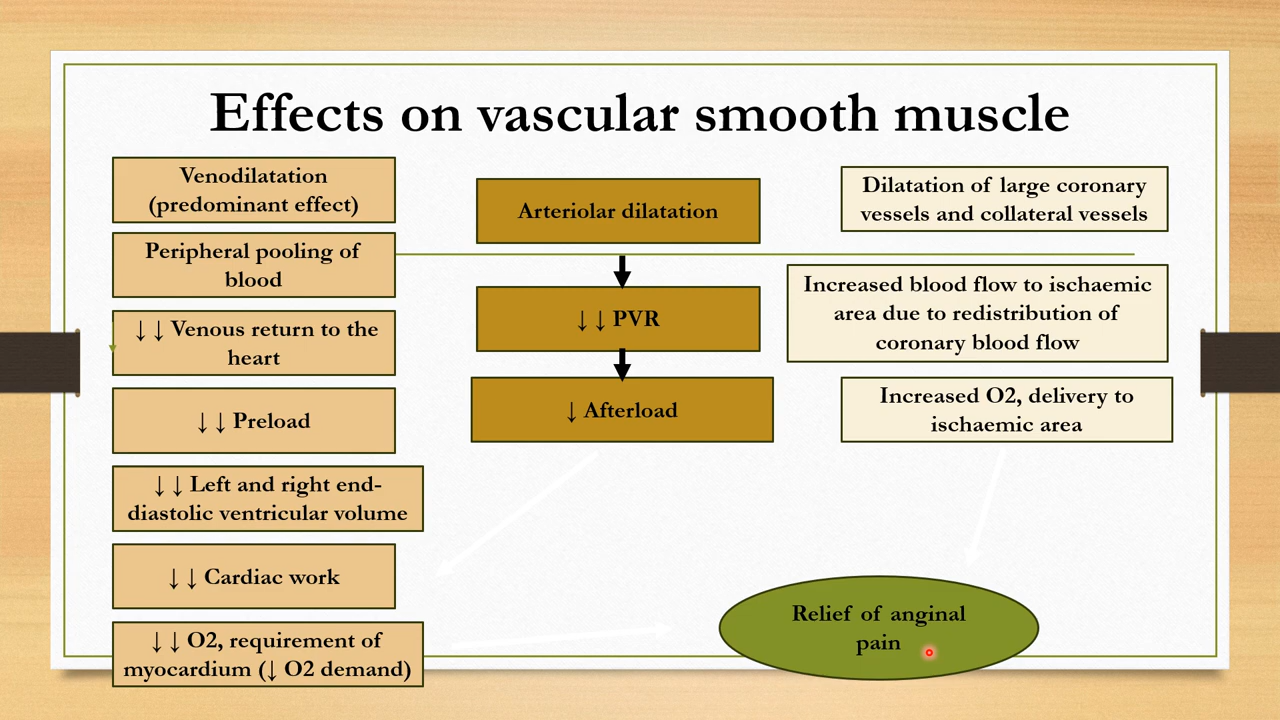 Effects on vascular smooth muscle
Venodilatation
(predominant effect)
Peripheral pooling of
blood
↓ ↓ Venous return to the
heart
↓ ↓ Preload
↓ ↓ Left and right end-
diastolic ventricular volume
↓ ↓ Cardiac work
↓ ↓ O2, requirement of
myocardium (↓ O2 demand)
Arteriolar dilatation
↓ ↓ PVR
↓ Afterload
Dilatation of large coronary
vessels and collateral vessels
Increased blood flow to ischaemic
area due to redistribution of
coronary blood flow
Increased O2, delivery to
ischaemic area
Relief of anginal
pain